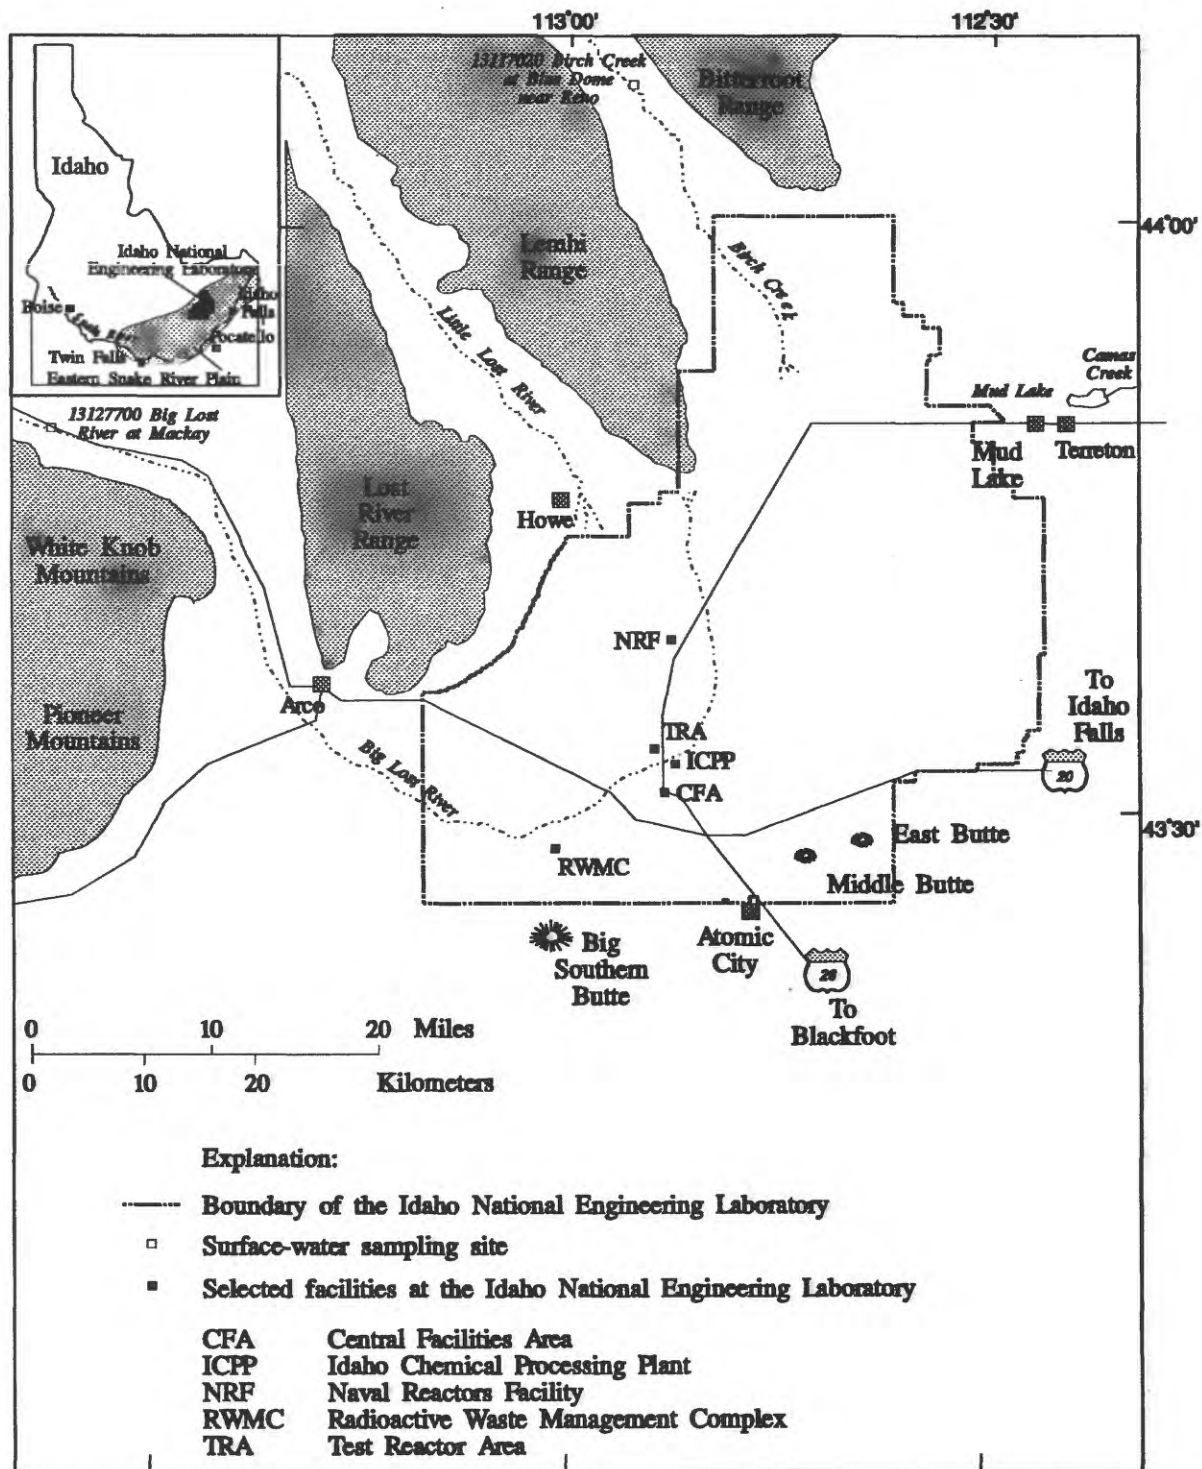 113°00'
112°30'
13117020 Birch Creek
at Blue Dome
near Reno
Bitterroot
Range
Idaho
44°00'
Idaho National
Engineering Laboratory
Lemhi
Range
Birch Creek
Boise
Snake River
Idaho
Falls
Pocatello
Twin Falls
Eastern Snake River Plain
Little Lost River
Camas
Creek
Mud Lake
13127700 Big Lost
River at Mackay
Mud
Lake
Terreton
Lost
River
Range
Howe
White Knob
Mountains
NRF
To
Idaho
Falls
Arco
Pioneer
Mountains
TRA
ICPP
Big Lost River
20
CFA
43°30'
East Butte
RWMC
Middle Butte
Atomic
City
Big
Southern
Butte
26
To
Blackfoot
0 10 20 Miles
0 10 20 Kilometers
Explanation:
Boundary of the Idaho National Engineering Laboratory
Surface-water sampling site
Selected facilities at the Idaho National Engineering Laboratory
CFA Central Facilities Area
ICPP Idaho Chemical Processing Plant
NRF Naval Reactors Facility
RWMC Radioactive Waste Management Complex
TRA Test Reactor Area